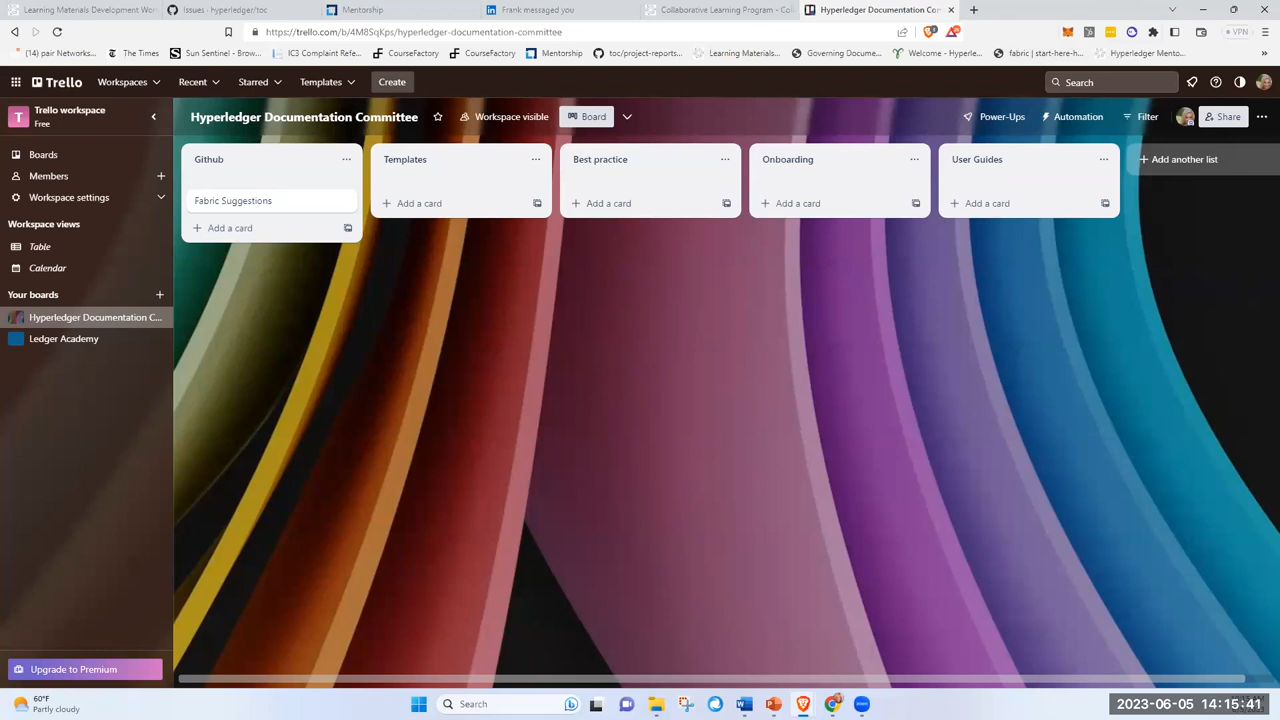 Learning Materials Development Wor
Issues · hyperledger/toc
Mentorship
Frank messaged you
Collaborative Learning Program - Col
Hyperledger Documentation Com
https://trello.com/b/4M8SqKps/hyperledger-documentation-committee
VPN
(14) pair Networks...
The Times
Sun Sentinel - Brow...
IC3 Complaint Refe...
CourseFactory
CourseFactory
Mentorship
toc/project-reports...
Learning Materials...
Governing Docume...
Welcome - Hyperle...
fabric | start-here-h...
Hyperledger Mento...
»
Trello
Workspaces
Recent
Starred
Templates
Create
Search
T
Trello workspace
Free
Hyperledger Documentation Committee
Workspace visible
Board
Power-Ups
Automation
Filter
Share
Boards
Members
Workspace settings
Workspace views
Table
Calendar
Your boards
Hyperledger Documentation C...
Ledger Academy
Github
Fabric Suggestions
Add a card
Templates
Add a card
Best practice
Add a card
Onboarding
Add a card
User Guides
Add a card
Add another list
Upgrade to Premium
60°F
Partly cloudy
Search
zoom
2023-06-05 14:15:41